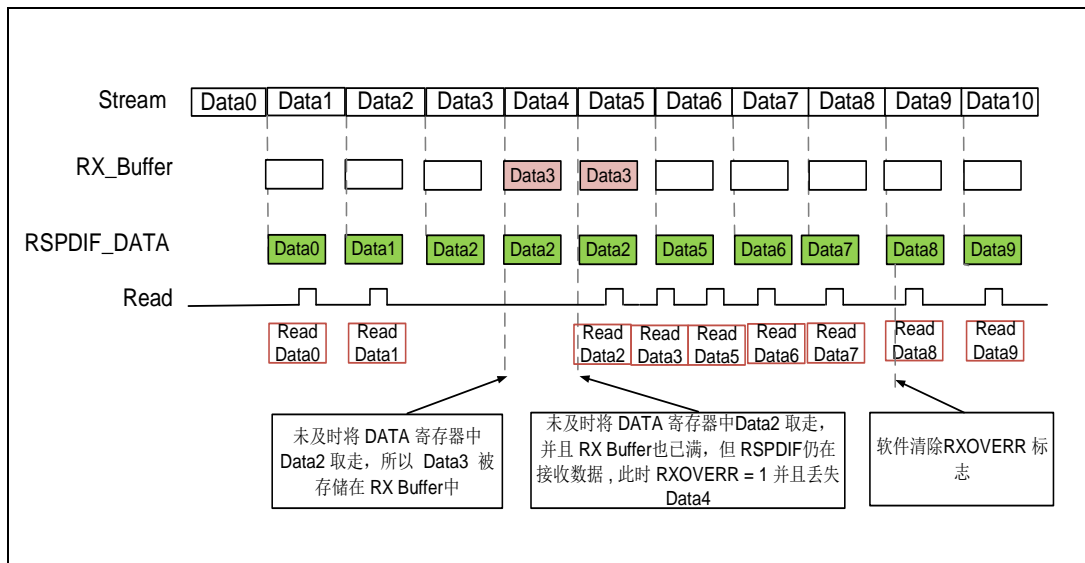 Stream Data0 Data1 Data2 Data3 Data4 Data5 Data6 Data7 Data8 Data9 Data10
RX_Buffer Data3 Data3
RSPDIF_DATA Data0 Data1 Data2 Data2 Data2 Data5 Data6 Data7 Data8 Data9
Read
Read Read Read Read Read Read Read Read Read
Data0 Data1 Data2 Data3 Data5 Data6 Data7 Data8 Data9
未及时将 DATA 寄存器中
Data2 取走，所以 Data3 被
存储在 RX Buffer中
未及时将 DATA 寄存器中Data2 取走，
并且 RX Buffer也已满，但 RSPDIF仍在
接收数据 , 此时 RXOVERR = 1 并且丢失
Data4
软件清除RXOVERR 标
志